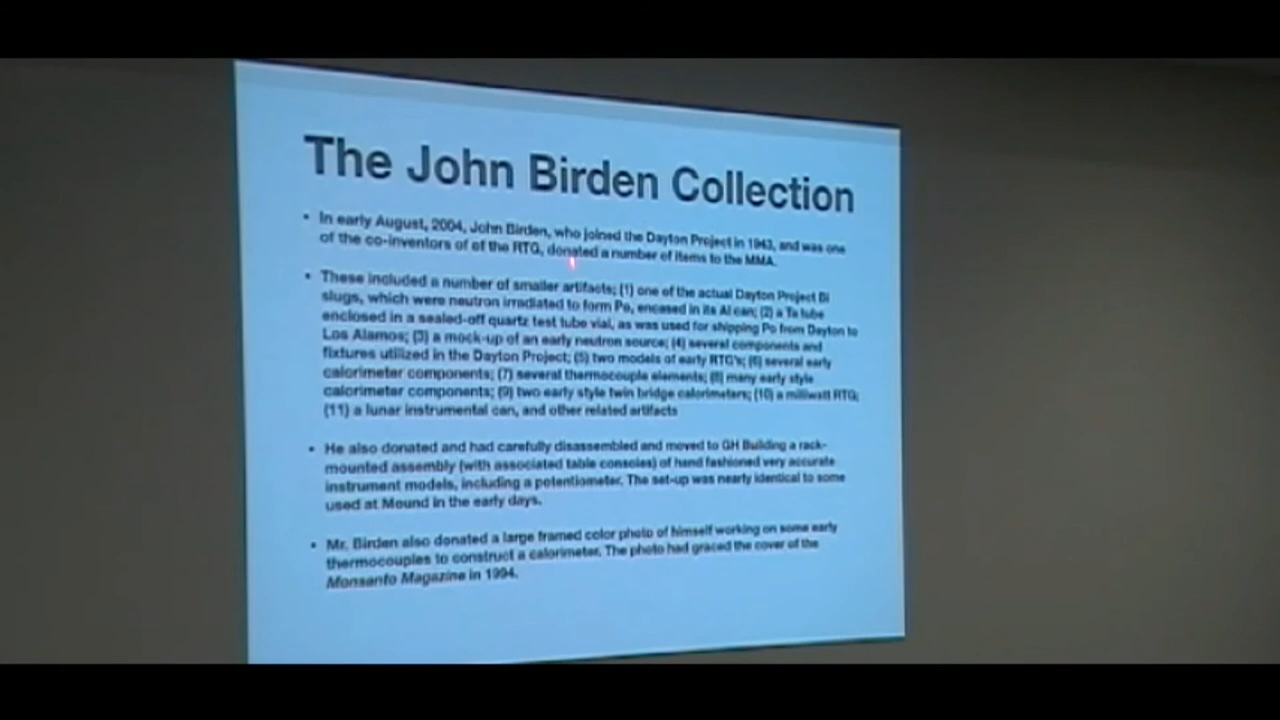 The John Birden Collection
• In early August, 2004, John Birden, who joined the Dayton Project in 1943, and was one
of the co-inventors of of the RTG, donated a number of items to the MMA.
• These included a number of smaller artifacts; (1) one of the actual Dayton Project Bi
slugs, which were neutron irradiated to form Po, encased in its Al can; (2) a Ta tube
enclosed in a sealed-off quartz test tube vial, as was used for shipping Po from Dayton to
Los Alamos; (3) a mock-up of an early neutron source; (4) several components and
fixtures utilized in the Dayton Project; (5) two models of early RTG's; (6) several early
calorimeter components; (7) several thermocouple elements; (8) many early style
calorimeter components; (9) two early style twin bridge calorimeters; (10) a milliwatt RTG;
(11) a lunar instrumental can, and other related artifacts
• He also donated and had carefully disassembled and moved to GH Building a rack-
mounted assembly (with associated table consoles) of hand fashioned very accurate
instrument models, including a potentiometer. The set-up was nearly identical to some
used at Mound in the early days.
• Mr. Birden also donated a large framed color photo of himself working on some early
thermocouples to construct a calorimeter. The photo had graced the cover of the
Monsanto Magazine in 1994.